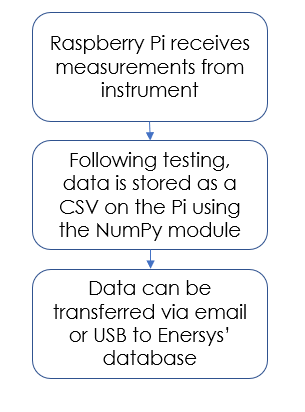 Raspberry Pi receives
measurements from
instrument
Following testing,
data is stored as a
CSV on the Pi using
the NumPy module
Data can be
transferred via email
or USB to Enersys’
database